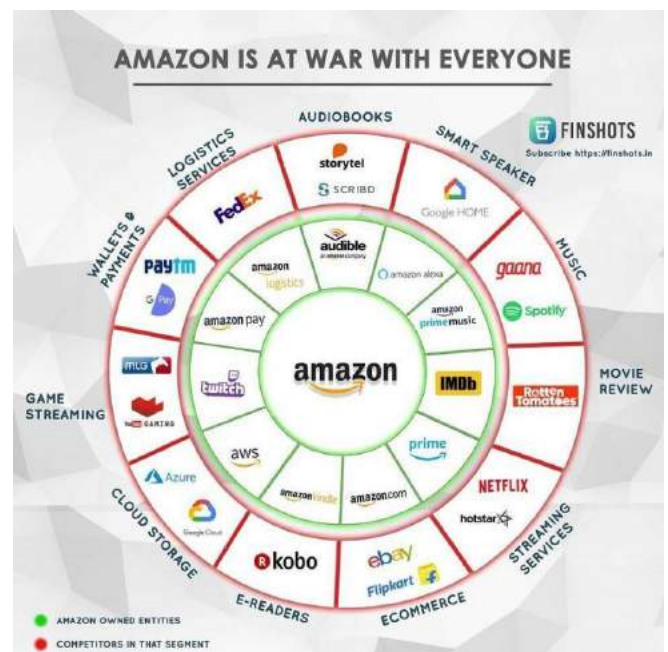 AMAZON IS AT WAR WITH EVERYONE
FINSHOTS
Subscribe https://finshots.in
AUDIOBOOKS
storytel
SCRIBD
SMART SPEAKER
Google HOME
MUSIC
gaana
Spotify
MOVIE
REVIEW
Rotten
Tomatoes
STREAMING
SERVICES
NETFLIX
hotstar
ECOMMERCE
ebay
Flipkart
E-READERS
kobo
CLOUD STORAGE
Azure
Google Cloud
GAME
STREAMING
MLG
YouTube GAMING
WALLETS &
PAYMENT
paytm
G Pay
LOGISTICS
SERVICES
FedEx
audible
an amazon company
amazon alexa
amazon
prime music
IMDb
prime
amazon.com
amazon kindle
aws
twitch
amazon pay
amazon
logistics
amazon
AMAZON OWNED ENTITIES
COMPETITORS IN THAT SEGMENT